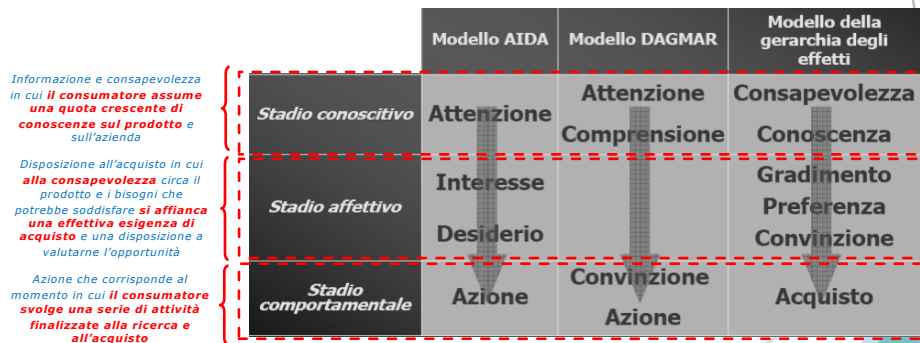 Modello AIDA
Modello DAGMAR
Modello della
gerarchia degli
effetti
Informazione e consapevolezza
in cui il consumatore assume
una quota crescente di
conoscenze sul prodotto e
sull'azienda
Stadio conoscitivo
Attenzione
Attenzione
Comprensione
Consapevolezza
Conoscenza
Disposizione all'acquisto in cui
alla consapevolezza circa il
prodotto e i bisogni che
potrebbe soddisfare si affianca
una effettiva esigenza di
acquisto e una disposizione a
valutarne l'opportunità
Stadio affettivo
Interesse
Desiderio
Gradimento
Preferenza
Convinzione
Azione che corrisponde al
momento in cui il consumatore
svolge una serie di attività
finalizzate alla ricerca e
all'acquisto
Stadio
comportamentale
Azione
Convinzione
Azione
Acquisto